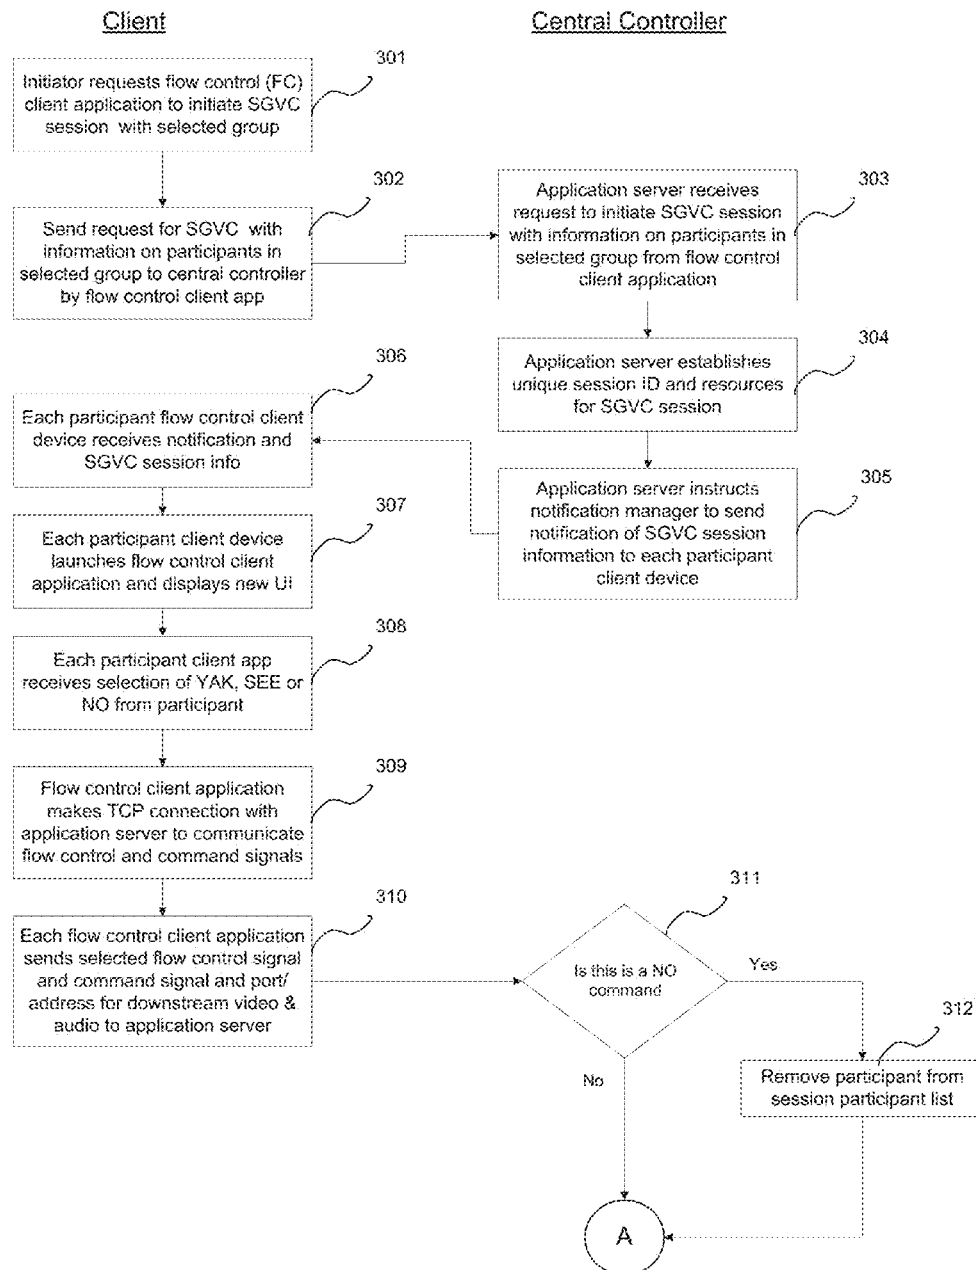 Client
Central Controller
301
Initiator requests flow control (FC)
client application to initiate SGVC
session with selected group
302
Send request for SGVC with
information on participants in
selected group to central controller
by flow control client app
303
Application server receives
request to initiate SGVC session
with information on participants in
selected group from flow control
client application
304
Application server establishes
unique session ID and resources
for SGVC session
305
Application server instructs
notification manager to send
notification of SGVC session
information to each participant
client device
306
Each participant flow control client
device receives notification and
SGVC session info
307
Each participant client device
launches flow control client
application and displays new UI
308
Each participant client app
receives selection of YAK, SEE or
NO from participant
309
Flow control client application
makes TCP connection with
application server to communicate
flow control and command signals
310
Each flow control client application
sends selected flow control signal
and command signal and port/
address for downstream video &
audio to application server
311
Is this is a NO
command
Yes
No
312
Remove participant from
session participant list
A